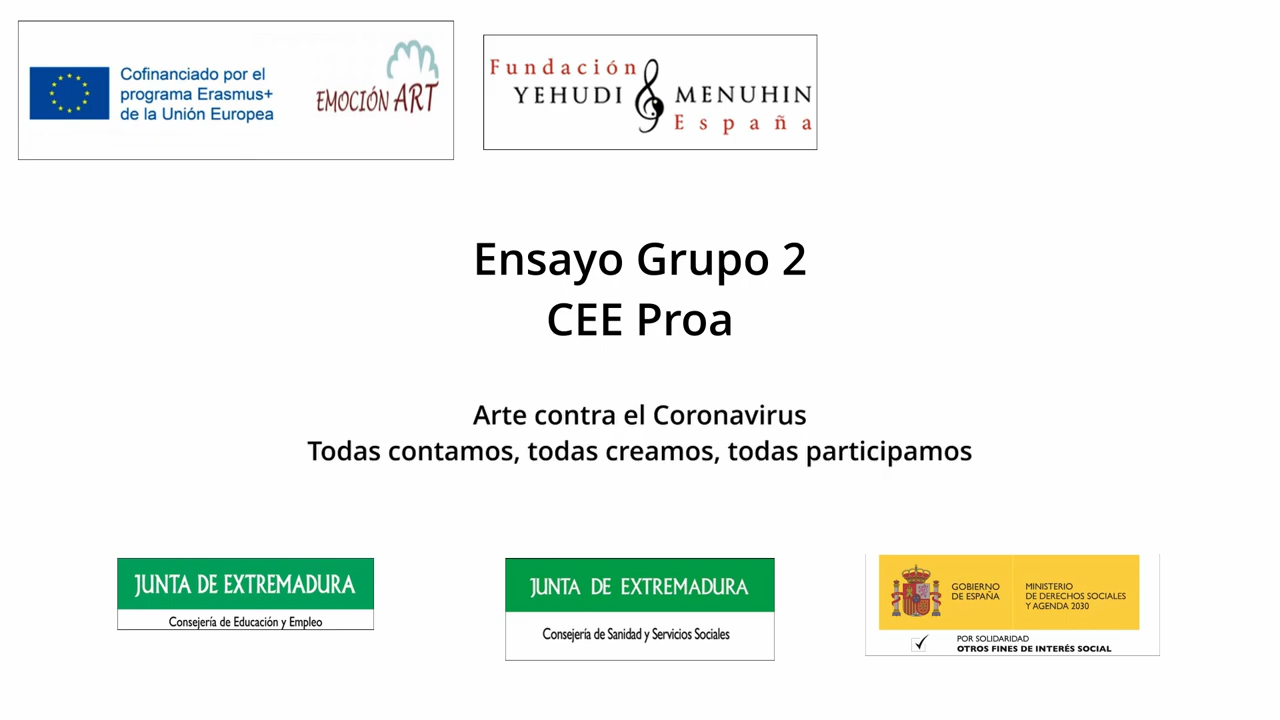 Cofinanciado por el
programa Erasmus+
de la Unión Europea
EMOCIÓN ART
Fundación
YEHUDI MENUHIN
España
Ensayo Grupo 2
CEE Proa
Arte contra el Coronavirus
Todas contamos, todas creamos, todas participamos
JUNTA DE EXTREMADURA
Consejería de Educación y Empleo
JUNTA DE EXTREMADURA
Consejería de Sanidad y Servicios Sociales
GOBIERNO
DE ESPAÑA
MINISTERIO
DE DERECHOS SOCIALES
Y AGENDA 2030
POR SOLIDARIDAD
OTROS FINES DE INTERÉS SOCIAL